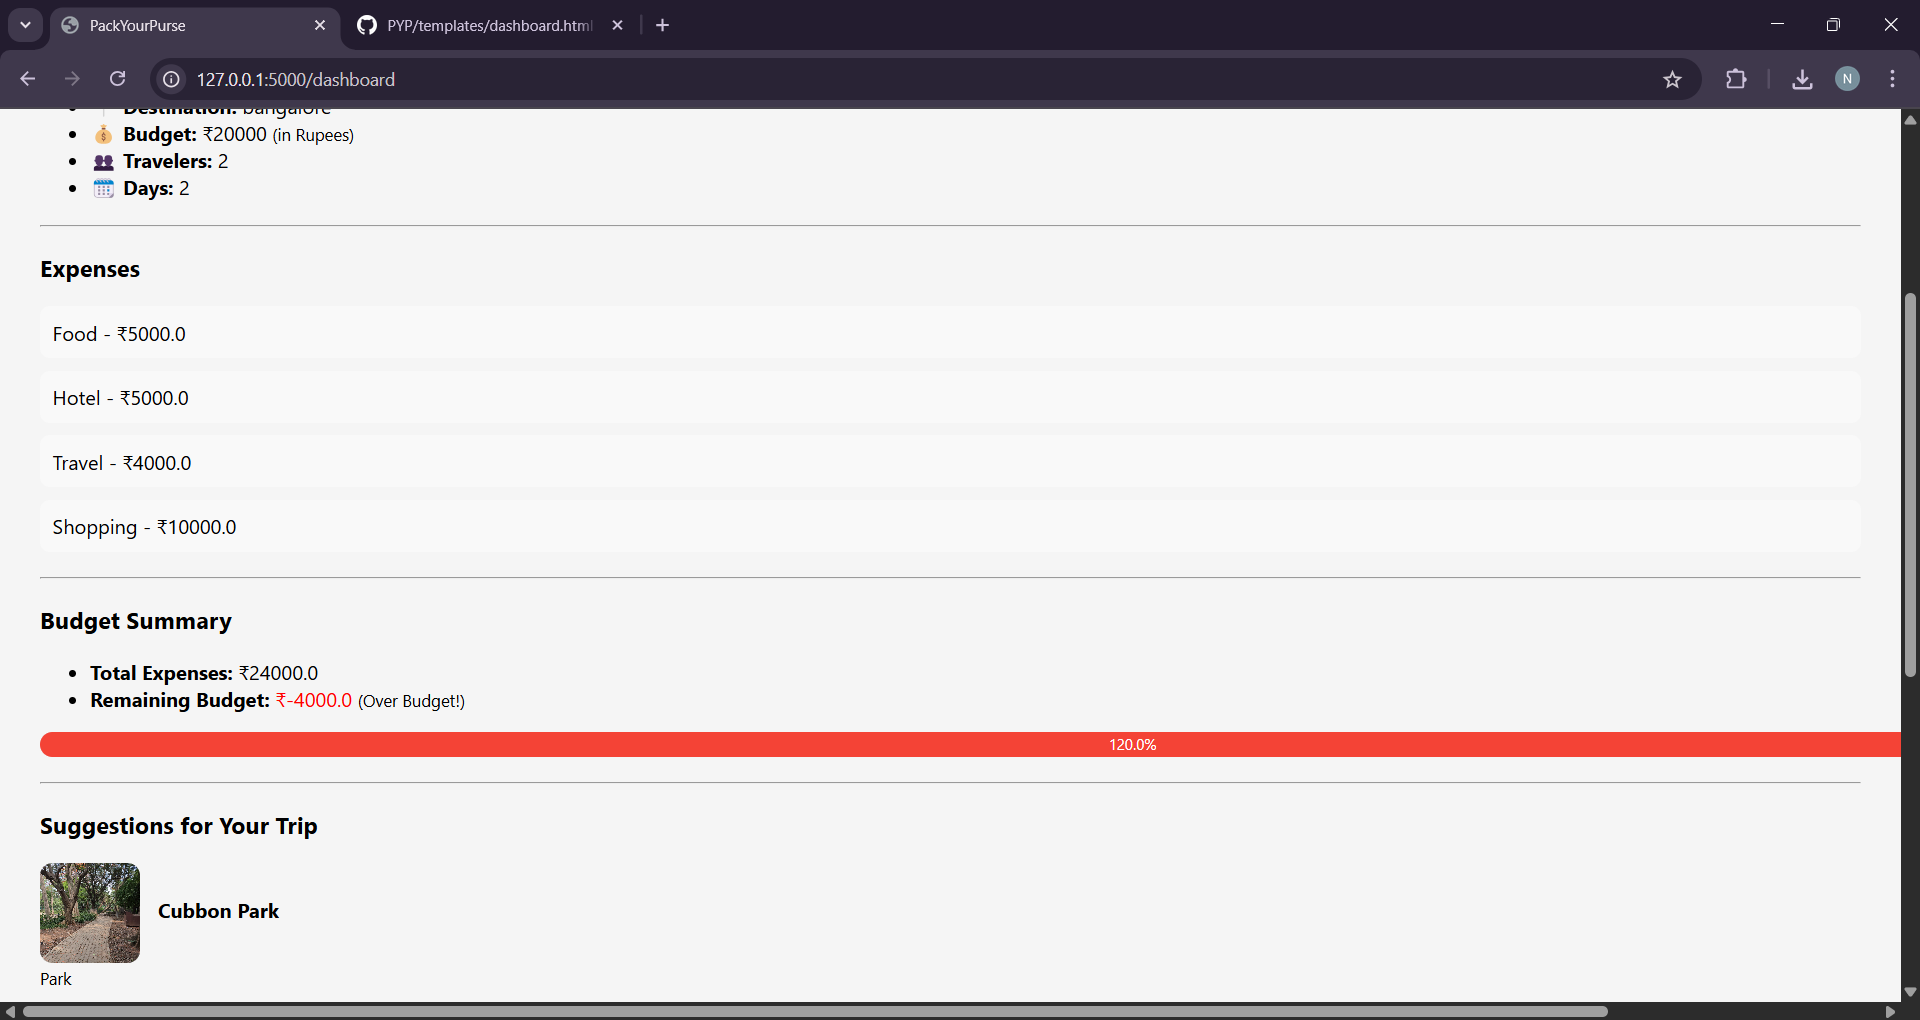 PackYourPurse
PYP/templates/dashboard.html
127.0.0.1:5000/dashboard
N
Destination: bangalore
Budget: ₹20000 (in Rupees)
Travelers: 2
Days: 2
Expenses
Food - ₹5000.0
Hotel - ₹5000.0
Travel - ₹4000.0
Shopping - ₹10000.0
Budget Summary
Total Expenses: ₹24000.0
Remaining Budget: ₹-4000.0 (Over Budget!)
120.0%
Suggestions for Your Trip
Cubbon Park
Park